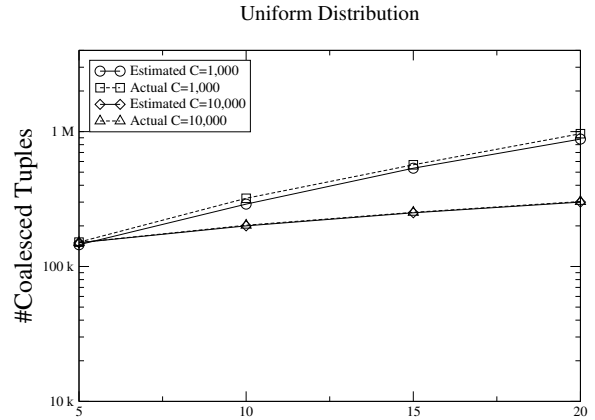 Uniform Distribution
Estimated C=1,000
Actual C=1,000
Estimated C=10,000
Actual C=10,000
#Coalesced Tuples
1 M
100 k
10 k
5 10 15 20